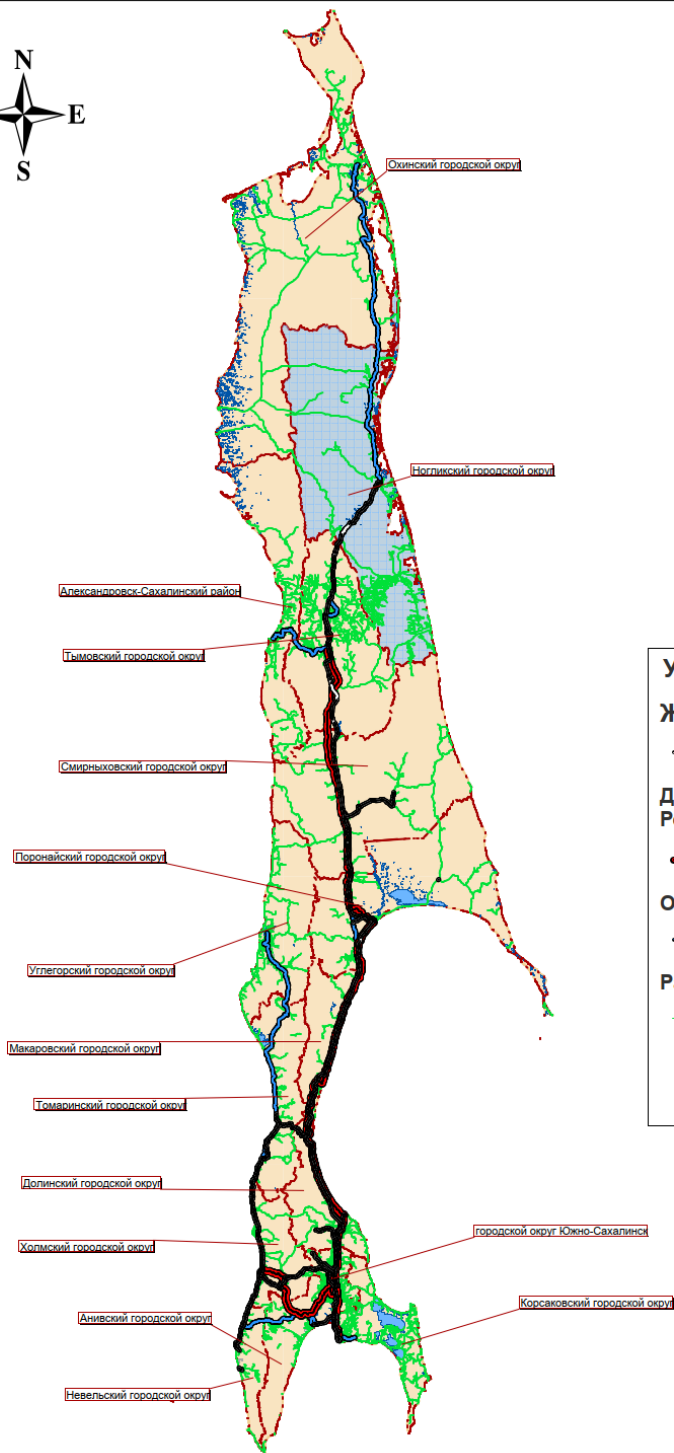 N
E
S
Охинский городской округ
Ногликский городской округ
Александровск-Сахалинский район
Тымовский городской округ
Смирныховский городской округ
Поронайский городской округ
Углегорский городской округ
Макаровский городской округ
Томаринский городской округ
Долинский городской округ
городской округ Южно-Сахалинск
Холмский городской округ
Корсаковский городской округ
Анивский городской округ
Невельский городской округ
У
Ж
Д
Р
О
Р